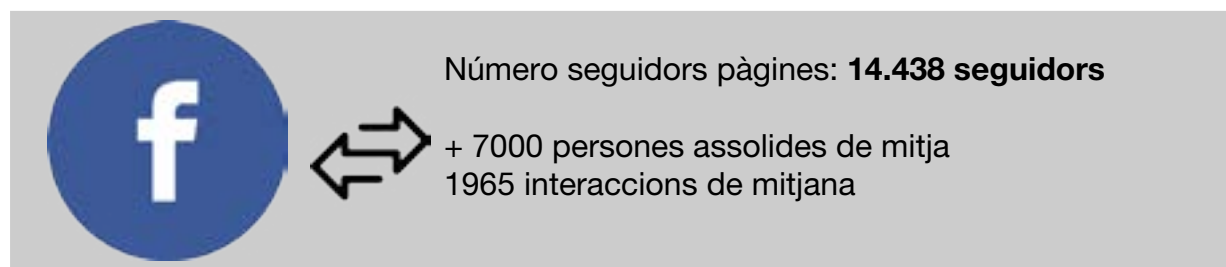 f
Número seguidors pàgines: 14.438 seguidors
+ 7000 persones assolides de mitja
1965 interaccions de mitjana